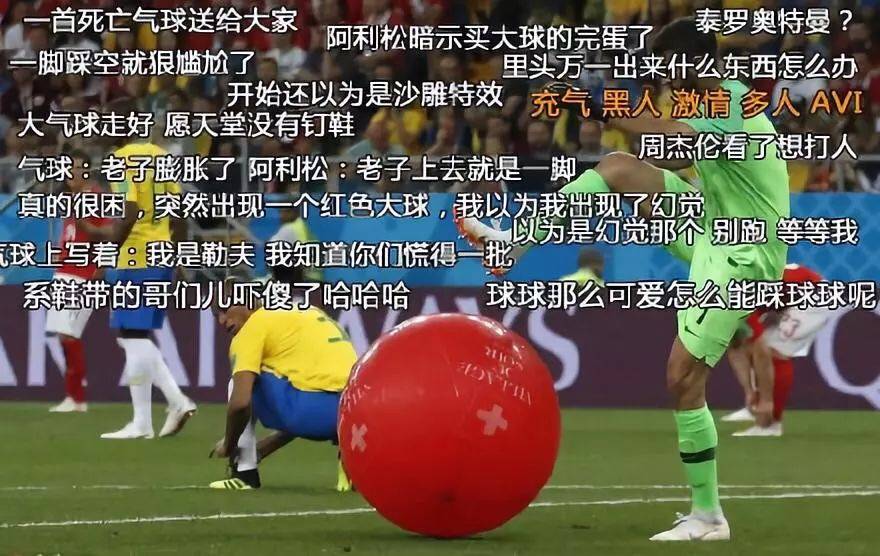 一首死亡气球送给大家
泰罗奥特曼？
阿利松暗示买大球的完蛋了
一脚踩空就狠尴尬了
里头万一出来什么东西怎么办
开始还以为是沙雕特效
充气 黑人 激情 多人 AVI
大气球走好 愿天堂没有钉鞋
周杰伦看了想打人
气球：老子膨胀了 阿利松：老子上去就是一脚
真的很困，突然出现一个红色大球，我以为我出现了幻觉
以为是幻觉那个 别跑 等等我
气球上写着：我是勒夫 我知道你们慌得一批
系鞋带的哥们儿吓傻了哈哈哈
球球那么可爱怎么能踩球球呢